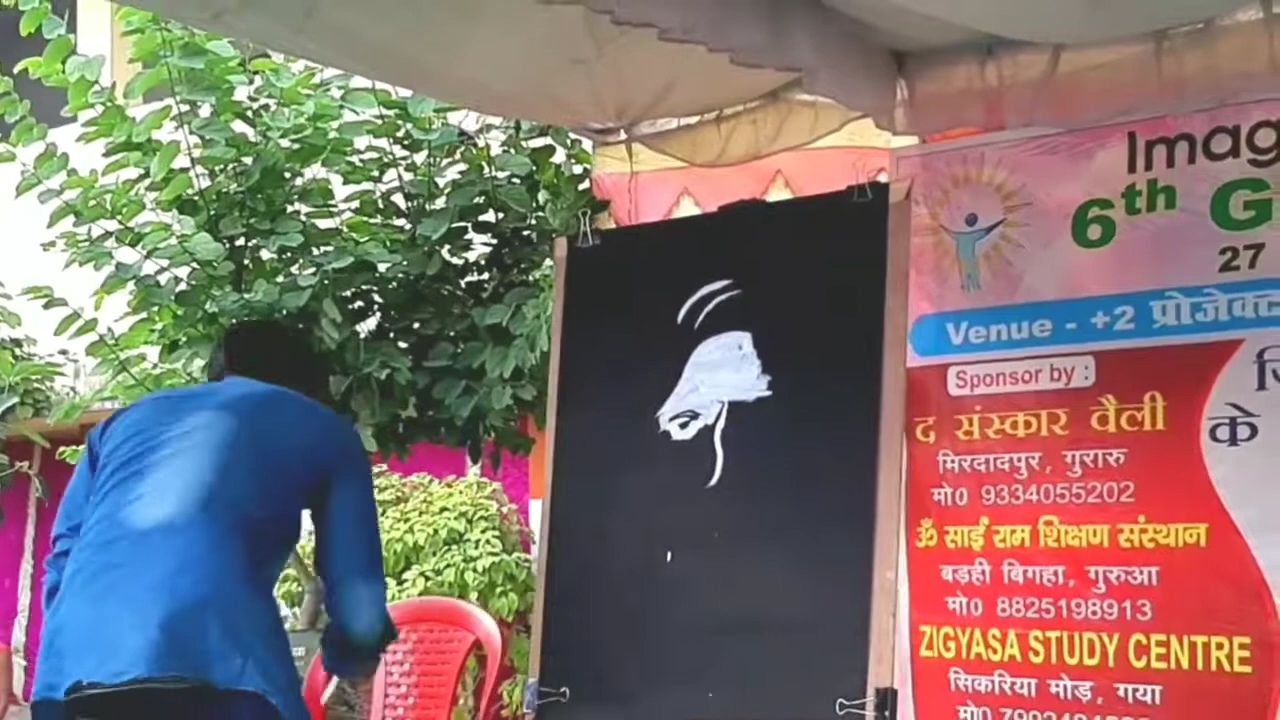 Imag
6th G
27
Venue - +2 प्रोजेक्ट
Sponsor by :
द संस्कार वैली
मिरदादपुर, गुरारु
मो0 9334055202
के
ॐ साईं राम शिक्षण संस्थान
बड़ही बिगहा, गुरुआ
मो0 8825198913
ZIGYASA STUDY CENTRE
सिकरिया मोड़, गया